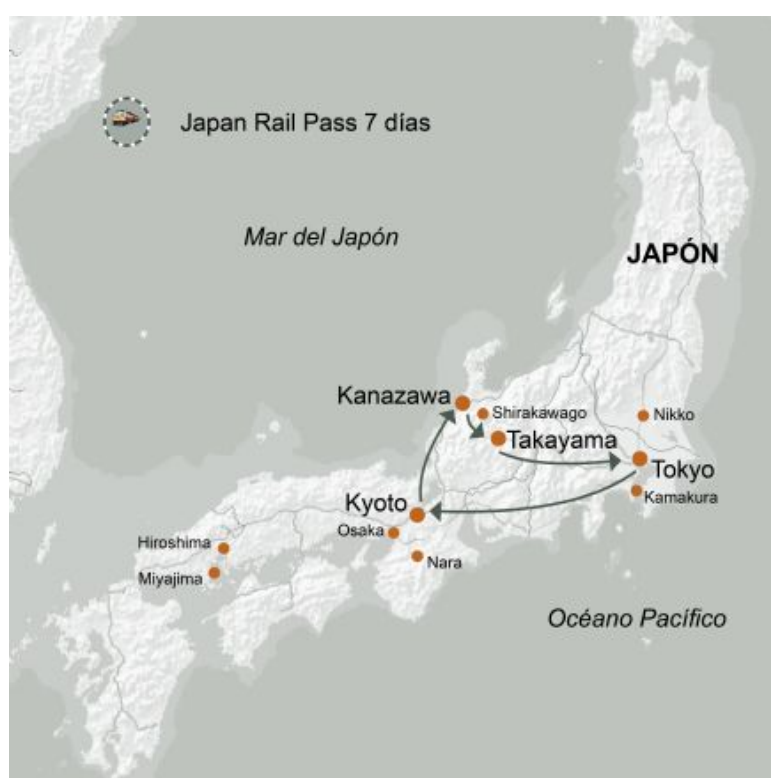 Japan Rail Pass 7 días
Mar del Japón
JAPÓN
Kanazawa
Shirakawago
Nikko
Takayama
Tokyo
Kamakura
Kyoto
Osaka
Hiroshima
Nara
Miyajima
Océano Pacífico